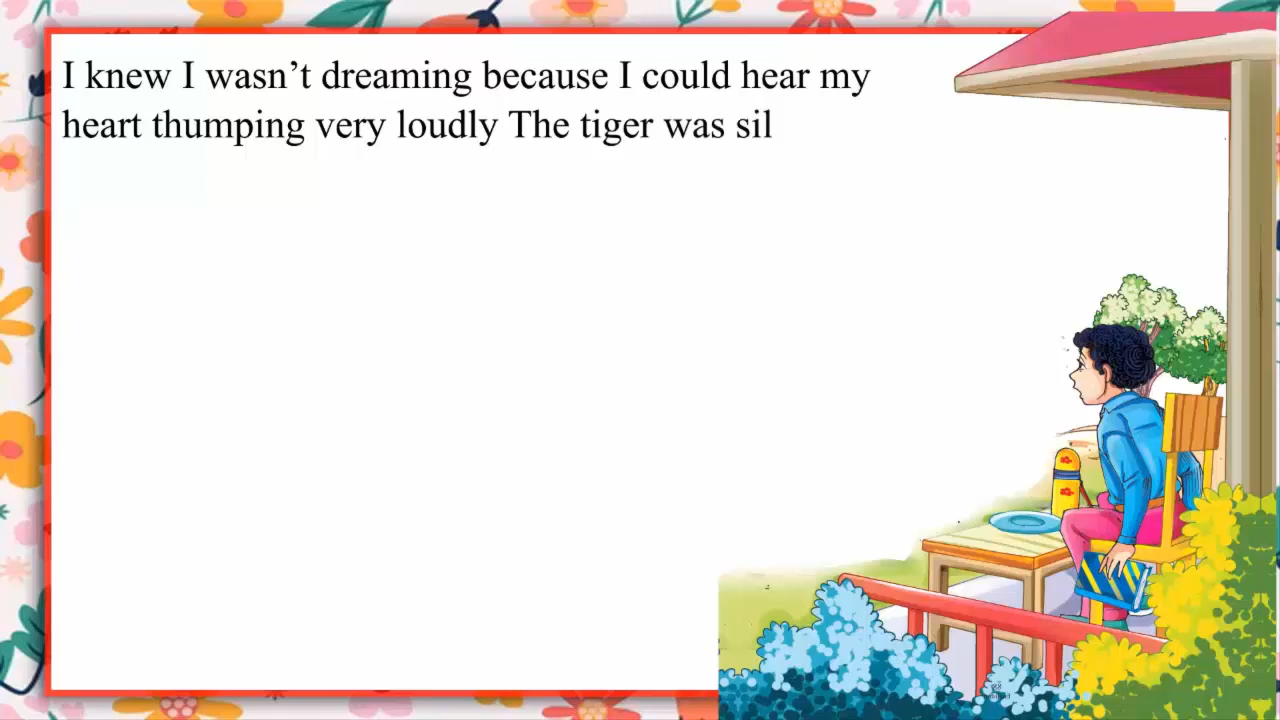 I knew I wasn’t dreaming because I could hear my
heart thumping very loudly The tiger was sil